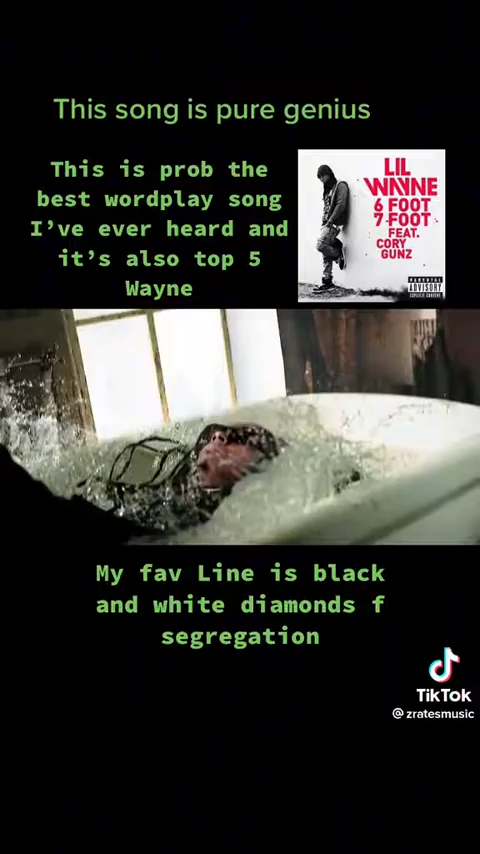 This song is pure genius
This is prob the
best wordplay song
I’ve ever heard and
it’s also top 5
Wayne
LIL
WAYNE
6 FOOT
7 FOOT
FEAT.
CORY
GUNZ
PARENTAL
ADVISORY
EXPLICIT CONTENT
My fav Line is black
and white diamonds f
segregation
TikTok
@zratesmusic